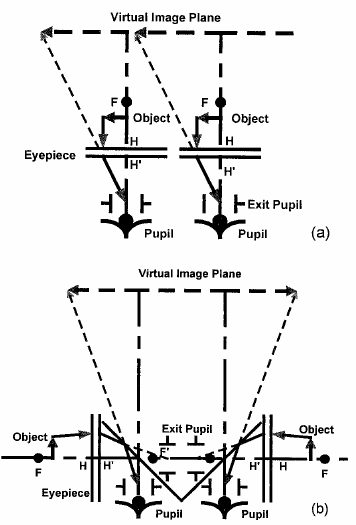 Virtual Image Plane
F F
Object Object
H H
Eyepiece
H' H'
Exit Pupil
Pupil Pupil
(a)
Virtual Image Plane
Exit Pupil
Object Object
F'
H H' H' H
F F
Eyepiece
Pupil Pupil
(b)